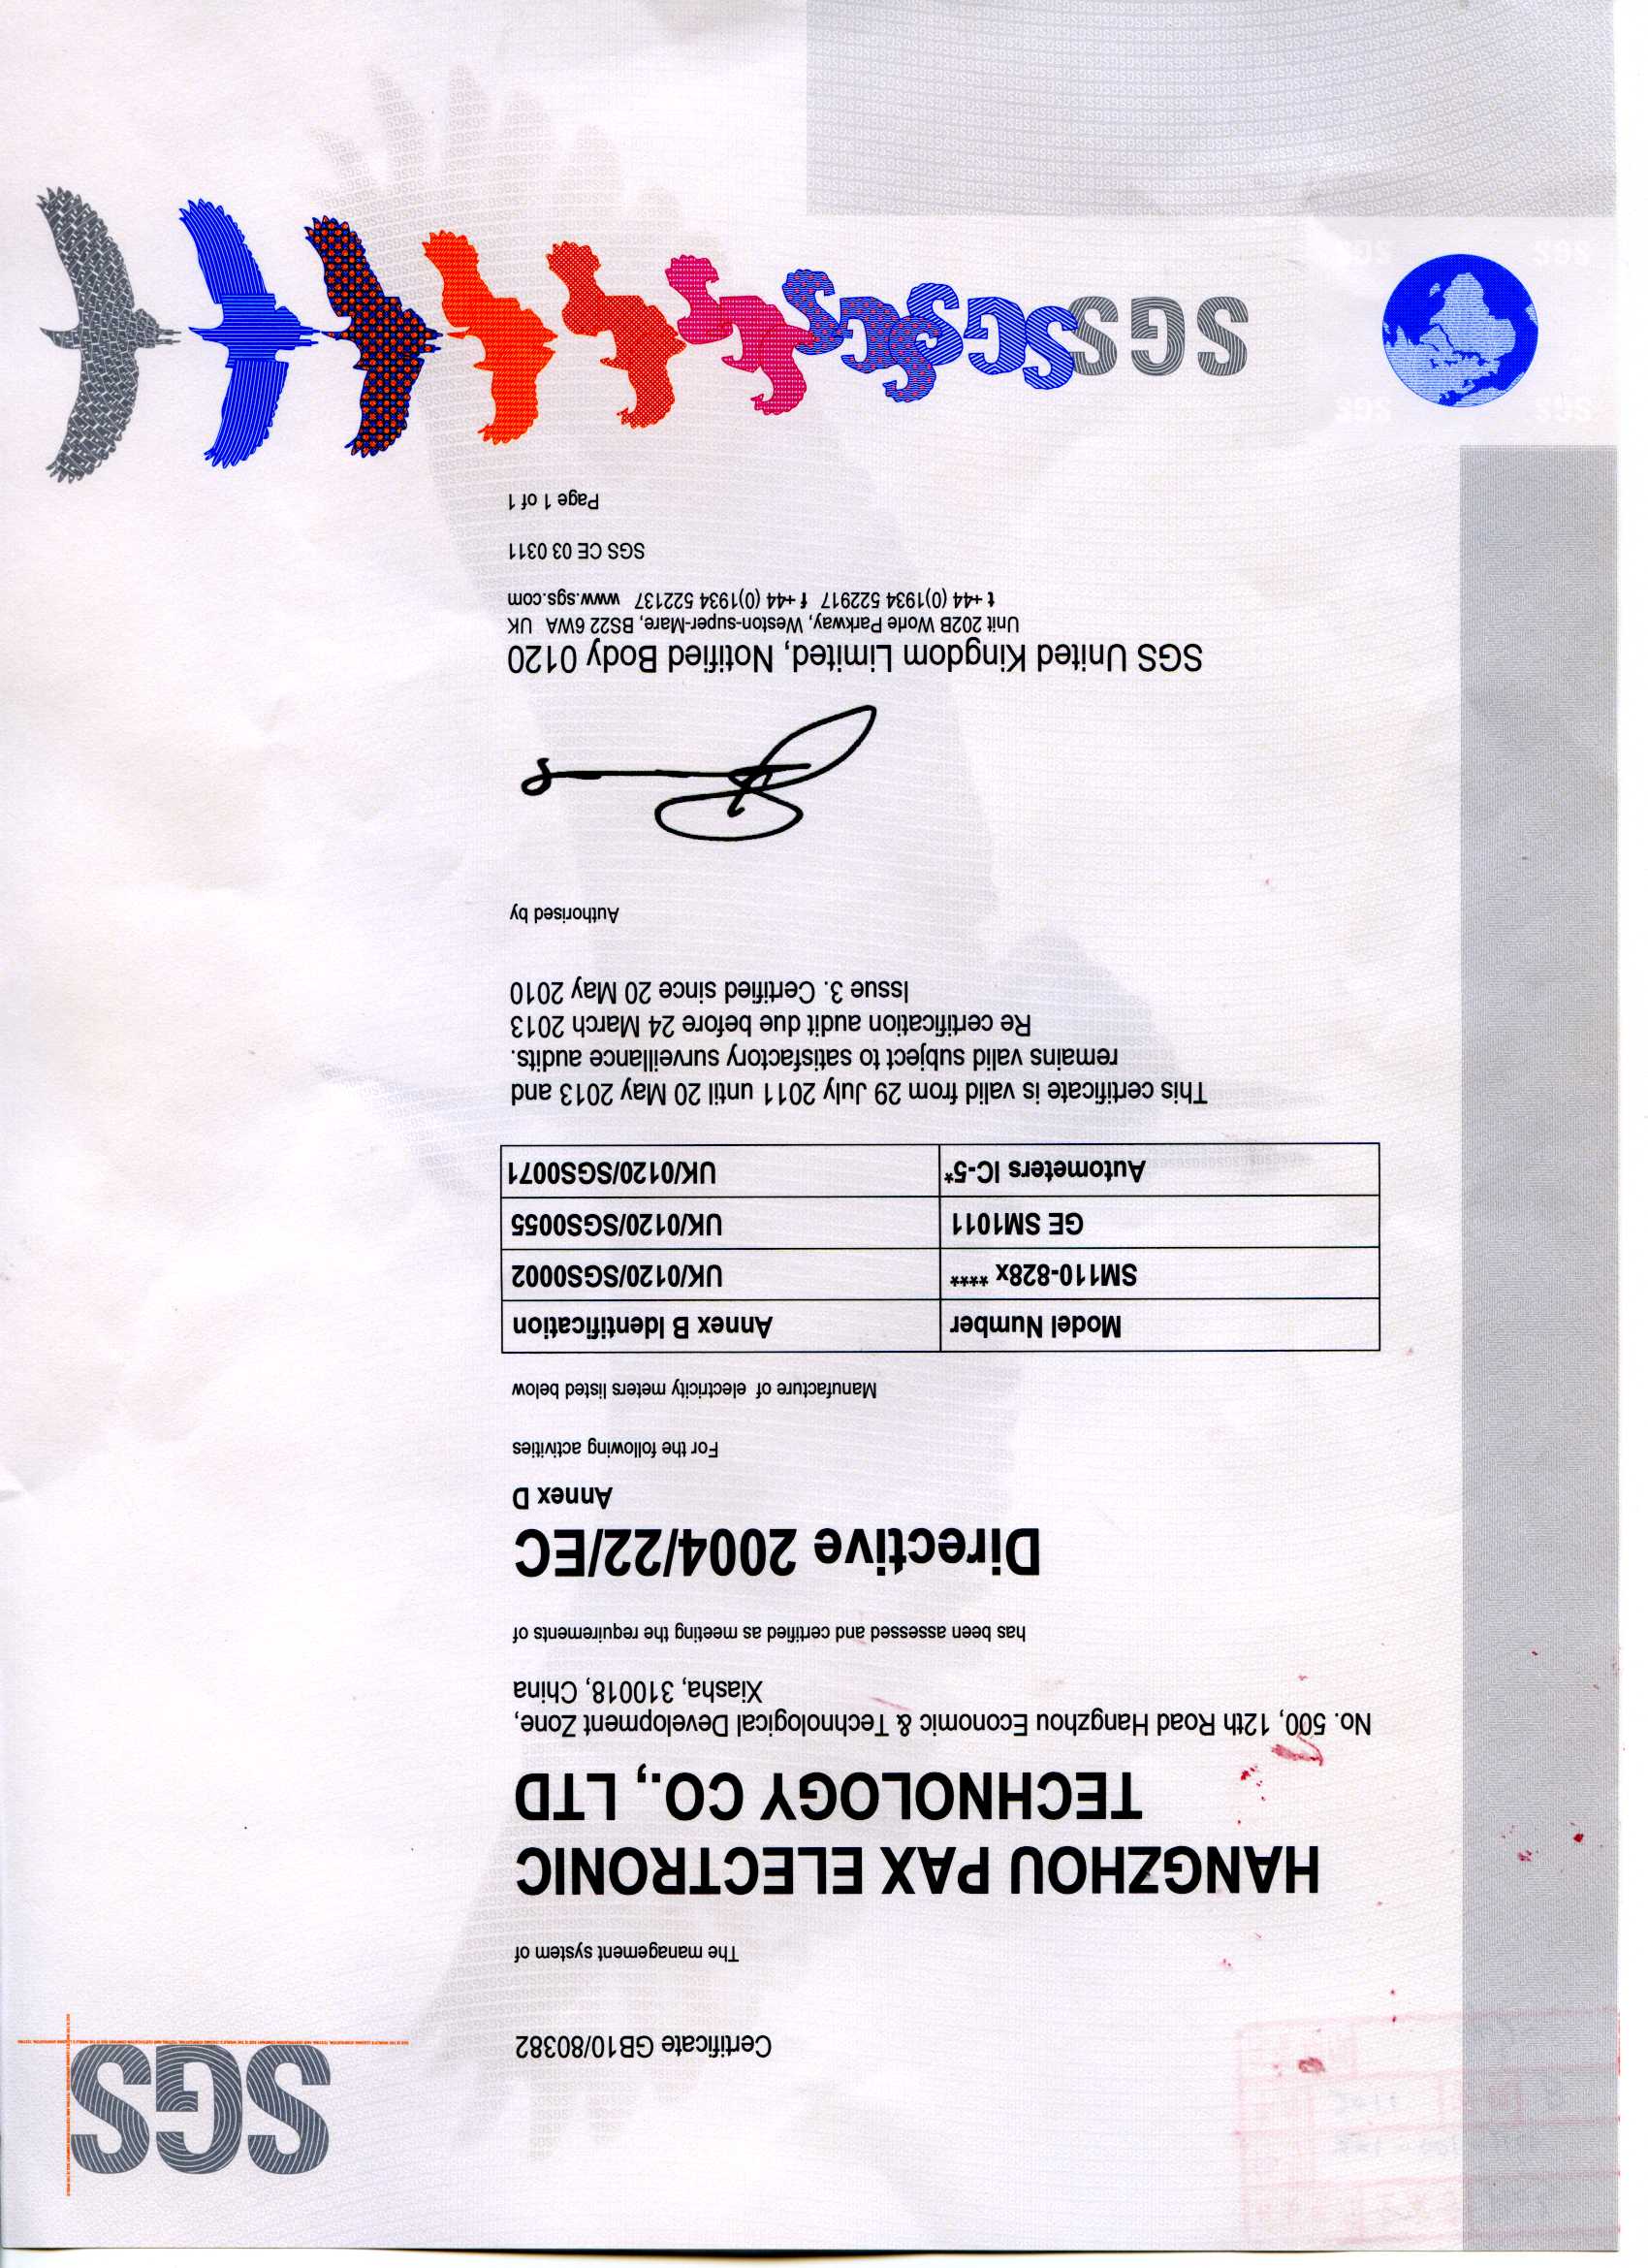 SGS
Certificate GB10/80382
The management system of
HANGZHOU PAX ELECTRONIC
TECHNOLOGY CO., LTD
No. 500, 12th Road Hangzhou Economic & Technological Development Zone,
Xiasha, 310018, China
has been assessed and certified as meeting the requirements of
Directive 2004/22/EC
Annex D
For the following activities
Manufacture of electricity meters listed below
Model Number Annex B Identification
SM110-828x **** UK/0120/SGS0002
GE SM1011 UK/0120/SGS0055
Autometers IC-5* UK/0120/SGS0071
This certificate is valid from 29 July 2011 until 20 May 2013 and
remains valid subject to satisfactory surveillance audits.
Re certification audit due before 24 March 2013
Issue 3. Certified since 20 May 2010
Authorised by
SGS United Kingdom Limited, Notified Body 0120
Unit 202B Worle Parkway, Weston-super-Mare, BS22 6WA UK
t +44 (0)1934 522917 f +44 (0)1934 522137 www.sgs.com
SGS CE 03 0311
Page 1 of 1
SGS